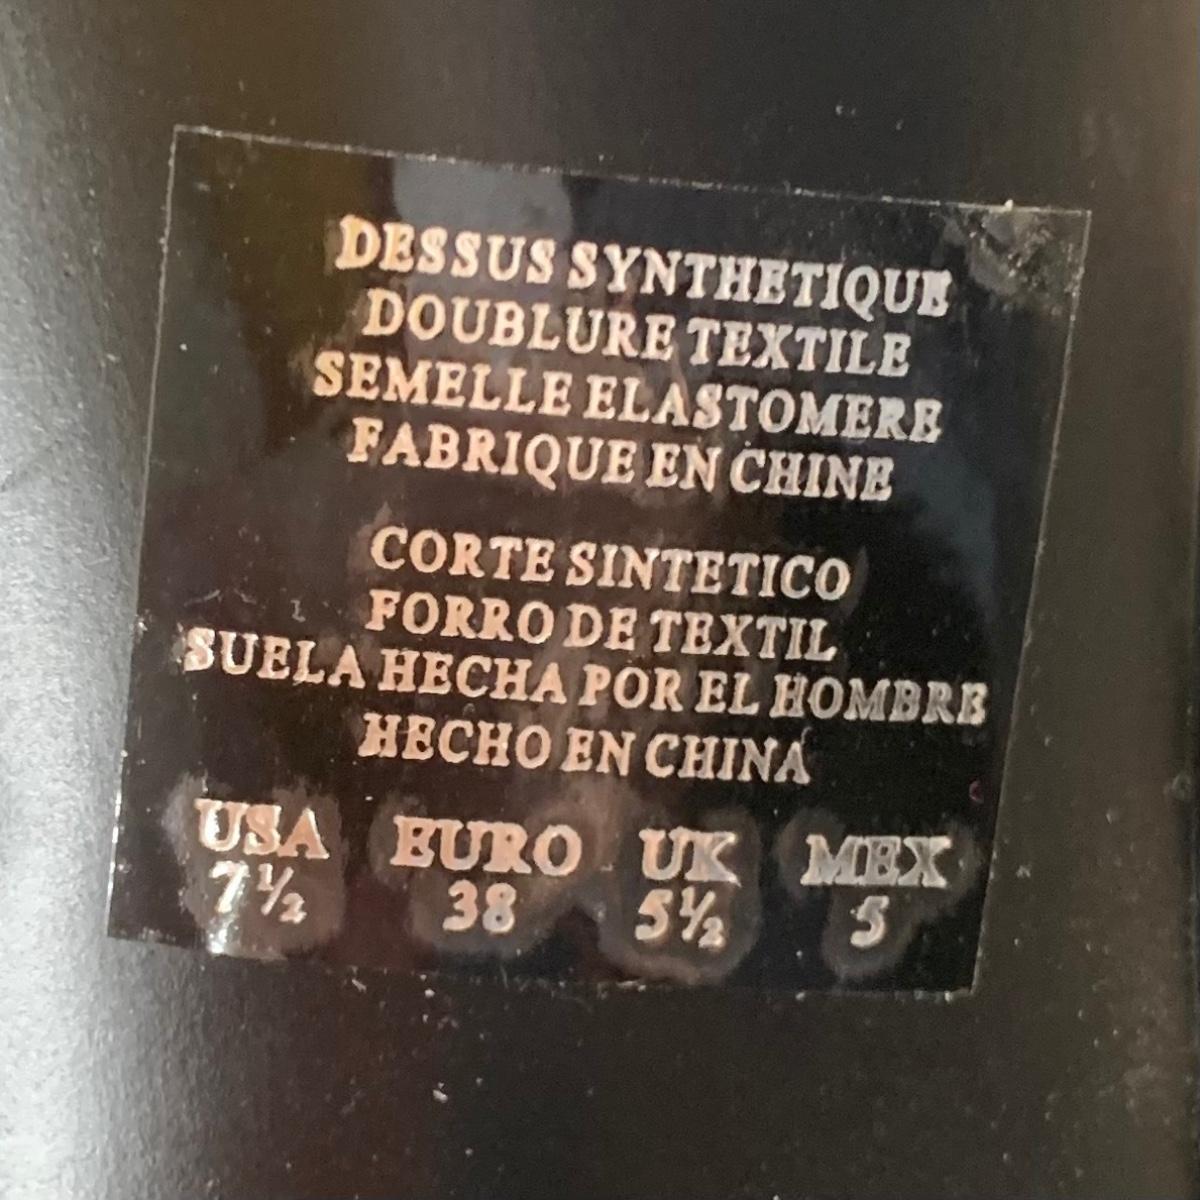 DESSUS SYNTHETIQUE
DOUBLURE TEXTILE
SEMELLE ELASTOMERE
FABRIQUE EN CHINE
CORTE SINTETICO
FORRO DE TEXTIL
SUELA HECHA POR EL HOMBRE
HECHO EN CHINA
USA EURO UK MEX
7½ 38 5½ 5